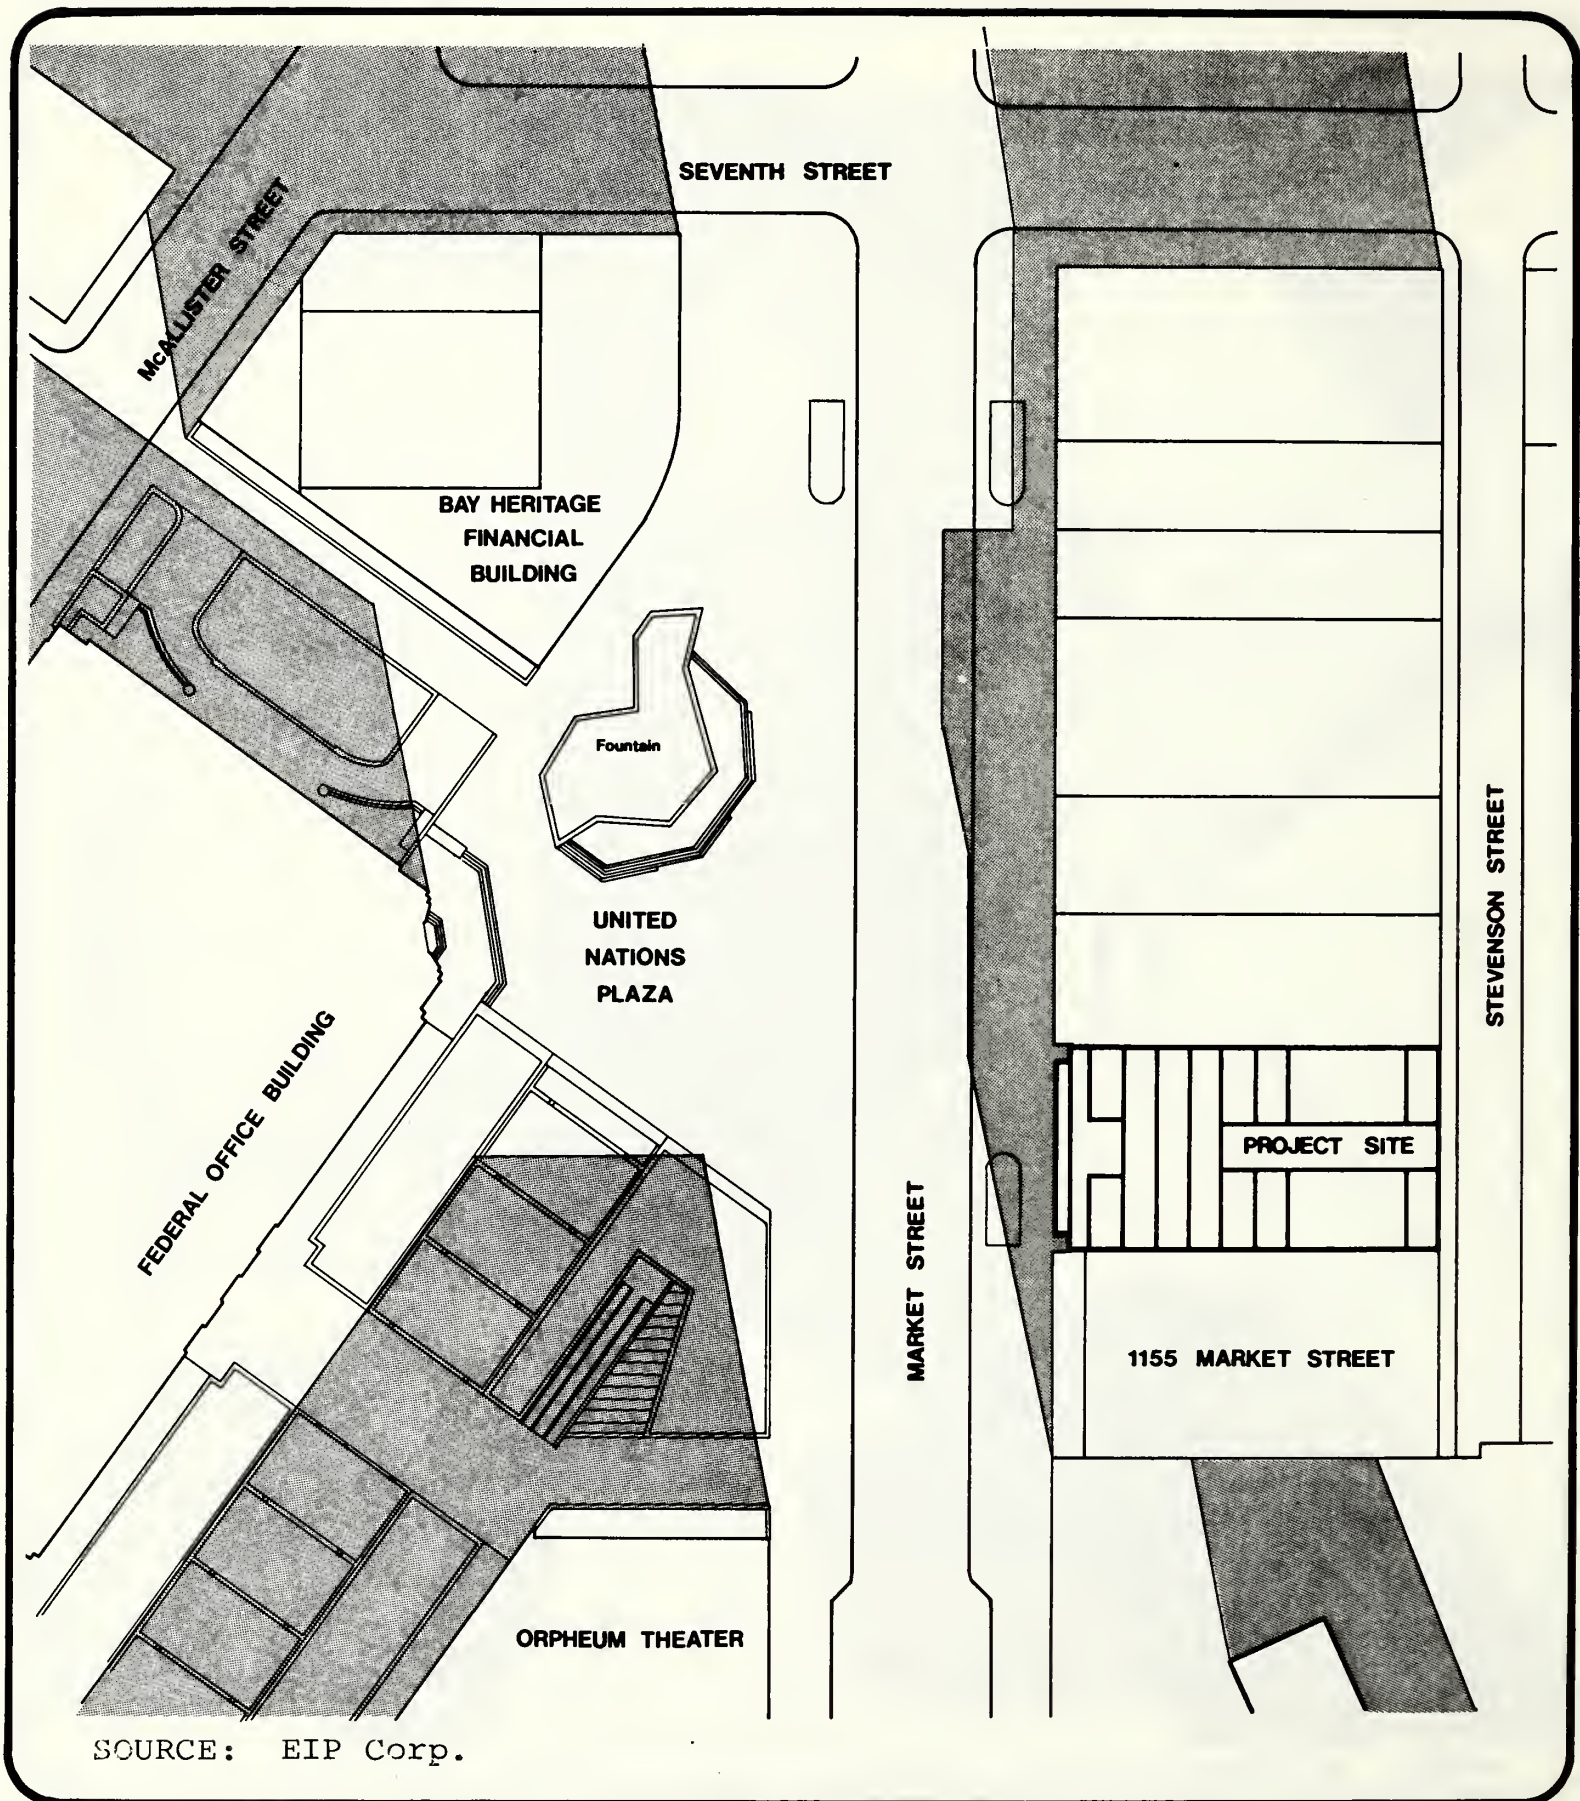 SEVENTH STREET
McALLISTER STREET
BAY HERITAGE
FINANCIAL
BUILDING
Fountain
UNITED
NATIONS
PLAZA
FEDERAL OFFICE BUILDING
MARKET STREET
STEVENSON STREET
PROJECT SITE
1155 MARKET STREET
ORPHEUM THEATER
SOURCE: EIP Corp.